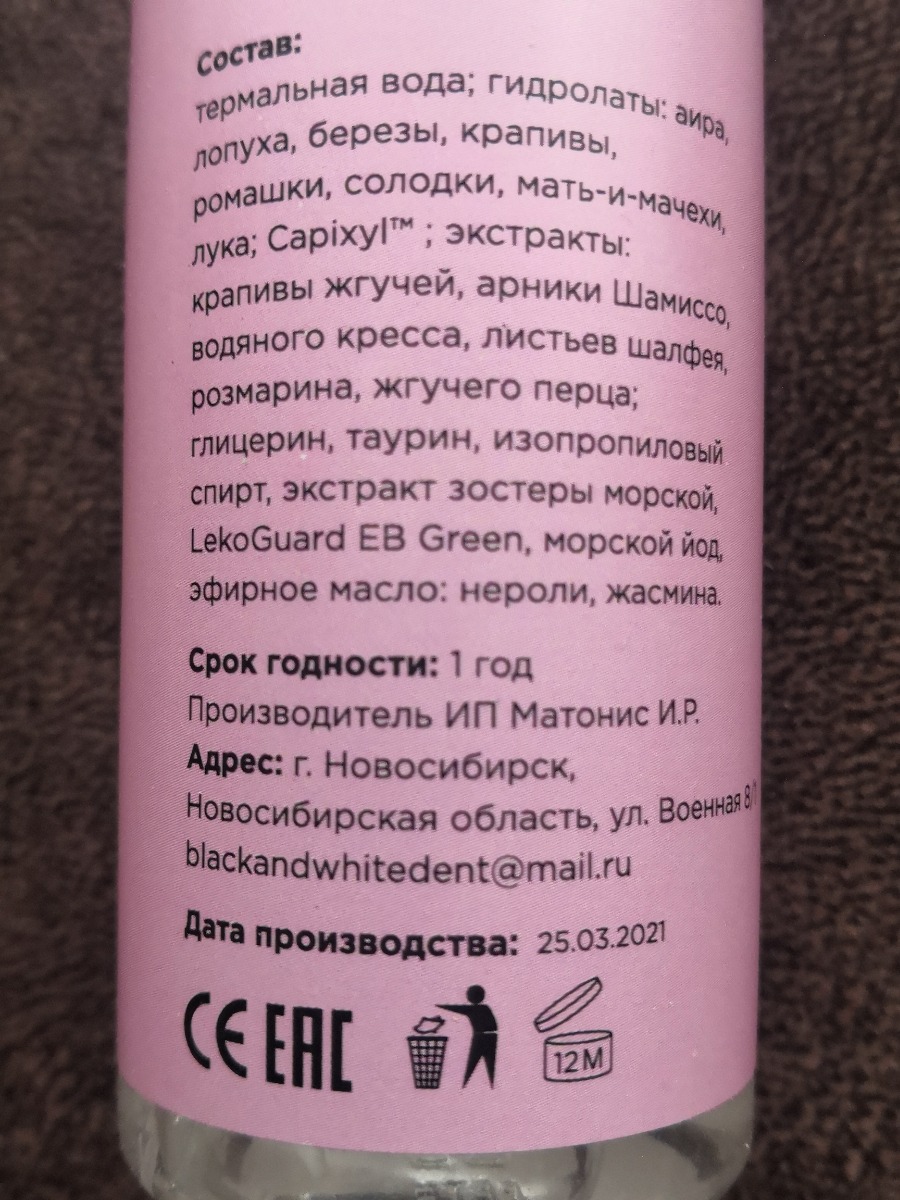 Состав:
термальная вода; гидролаты: аира,
лопуха, березы, крапивы,
ромашки, солодки, мать-и-мачехи,
лука; Capixyl™ ; экстракты:
крапивы жгучей, арники Шамиссо,
водяного кресса, листьев шалфея,
розмарина, жгучего перца;
глицерин, таурин, изопропиловый
спирт, экстракт зостеры морской,
LekoGuard EB Green, морской йод,
эфирное масло: нероли, жасмина.
Срок годности: 1 год
Производитель ИП Матонис И.Р.
Адрес: г. Новосибирск,
Новосибирская область, ул. Военная
blackandwhitedent@mail.ru
Дата производства: 25.03.2021
CE EAC
12M